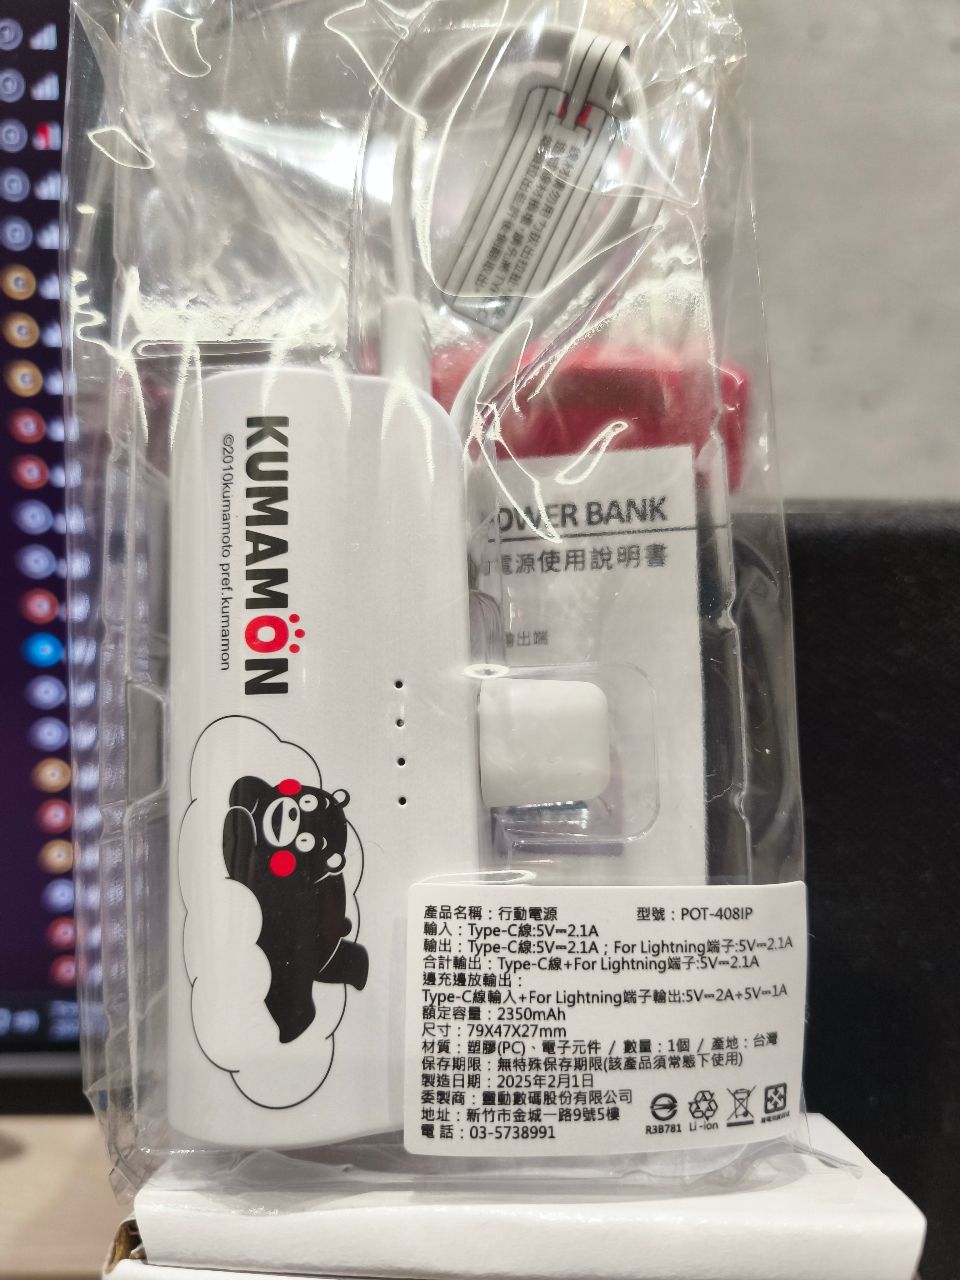 KUMAMON
©2010kumamoto pref.kumamon
POWER BANK
電源使用說明書
輸出端
產品名稱：行動電源 型號：POT-408IP
輸入：Type-C線:5V⎓2.1A
輸出：Type-C線:5V⎓2.1A；For Lightning端子:5V⎓2.1A
合計輸出：Type-C線+For Lightning端子:5V⎓2.1A
邊充邊放輸出：
Type-C線輸入+For Lightning端子輸出:5V⎓2A+5V⎓1A
額定容量：2350mAh
尺寸：79X47X27mm
材質：塑膠(PC)、電子元件 / 數量：1個 / 產地：台灣
保存期限：無特殊保存期限(該產品須常態下使用)
製造日期：2025年2月1日
委製商：靈動數碼股份有限公司
地址：新竹市金城一路9號5樓
電話：03-5738991
R3B781 Li-ion